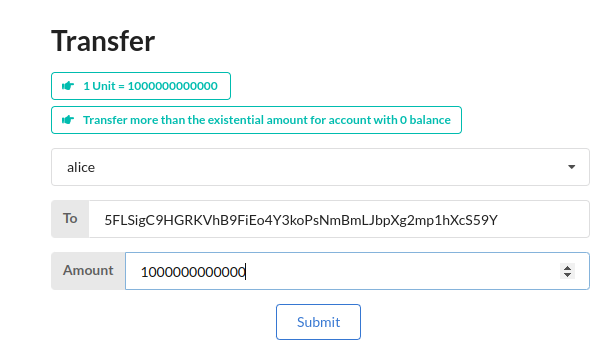 Transfer
1 Unit = 1000000000000
Transfer more than the existential amount for account with 0 balance
alice
To 5FLSigC9HGRKVhB9FiEo4Y3koPsNmBmLJbpXg2mp1hXcS59Y
Amount 1000000000000
Submit